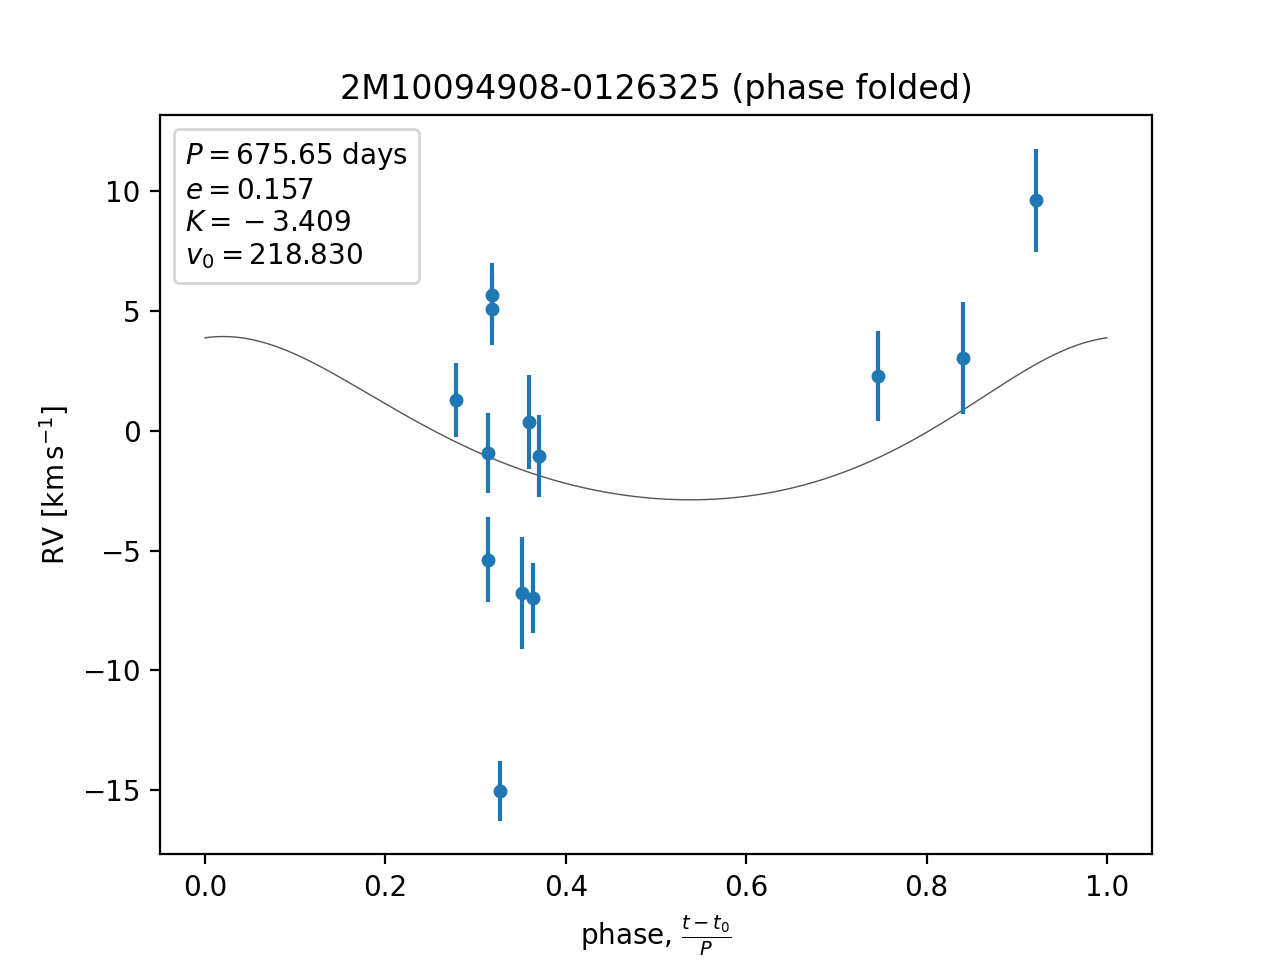 2M10094908-0126325 (phase folded)
P = 675.65 days
e = 0.157
K = −3.409
v₀ = 218.830
10
5
0
−5
−10
−15
RV [km s⁻¹]
0.0 0.2 0.4 0.6 0.8 1.0
phase, (t − t₀)/P